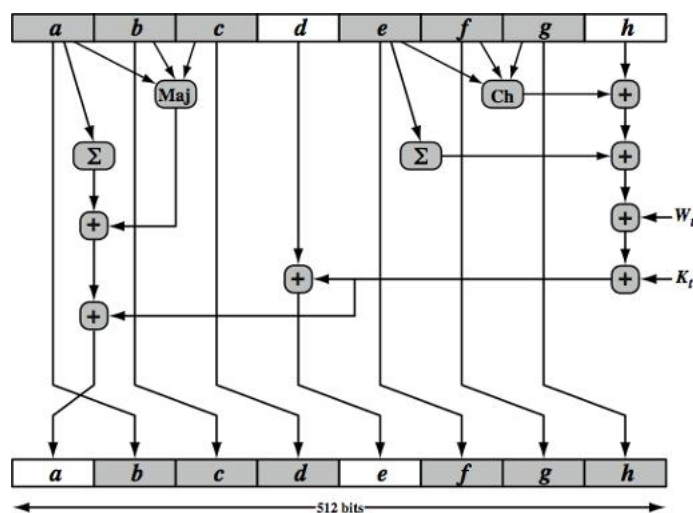 a b c d e f g h
Maj Ch +
Σ Σ +
+ + Wt
+ + Kt
+
a b c d e f g h
512 bits